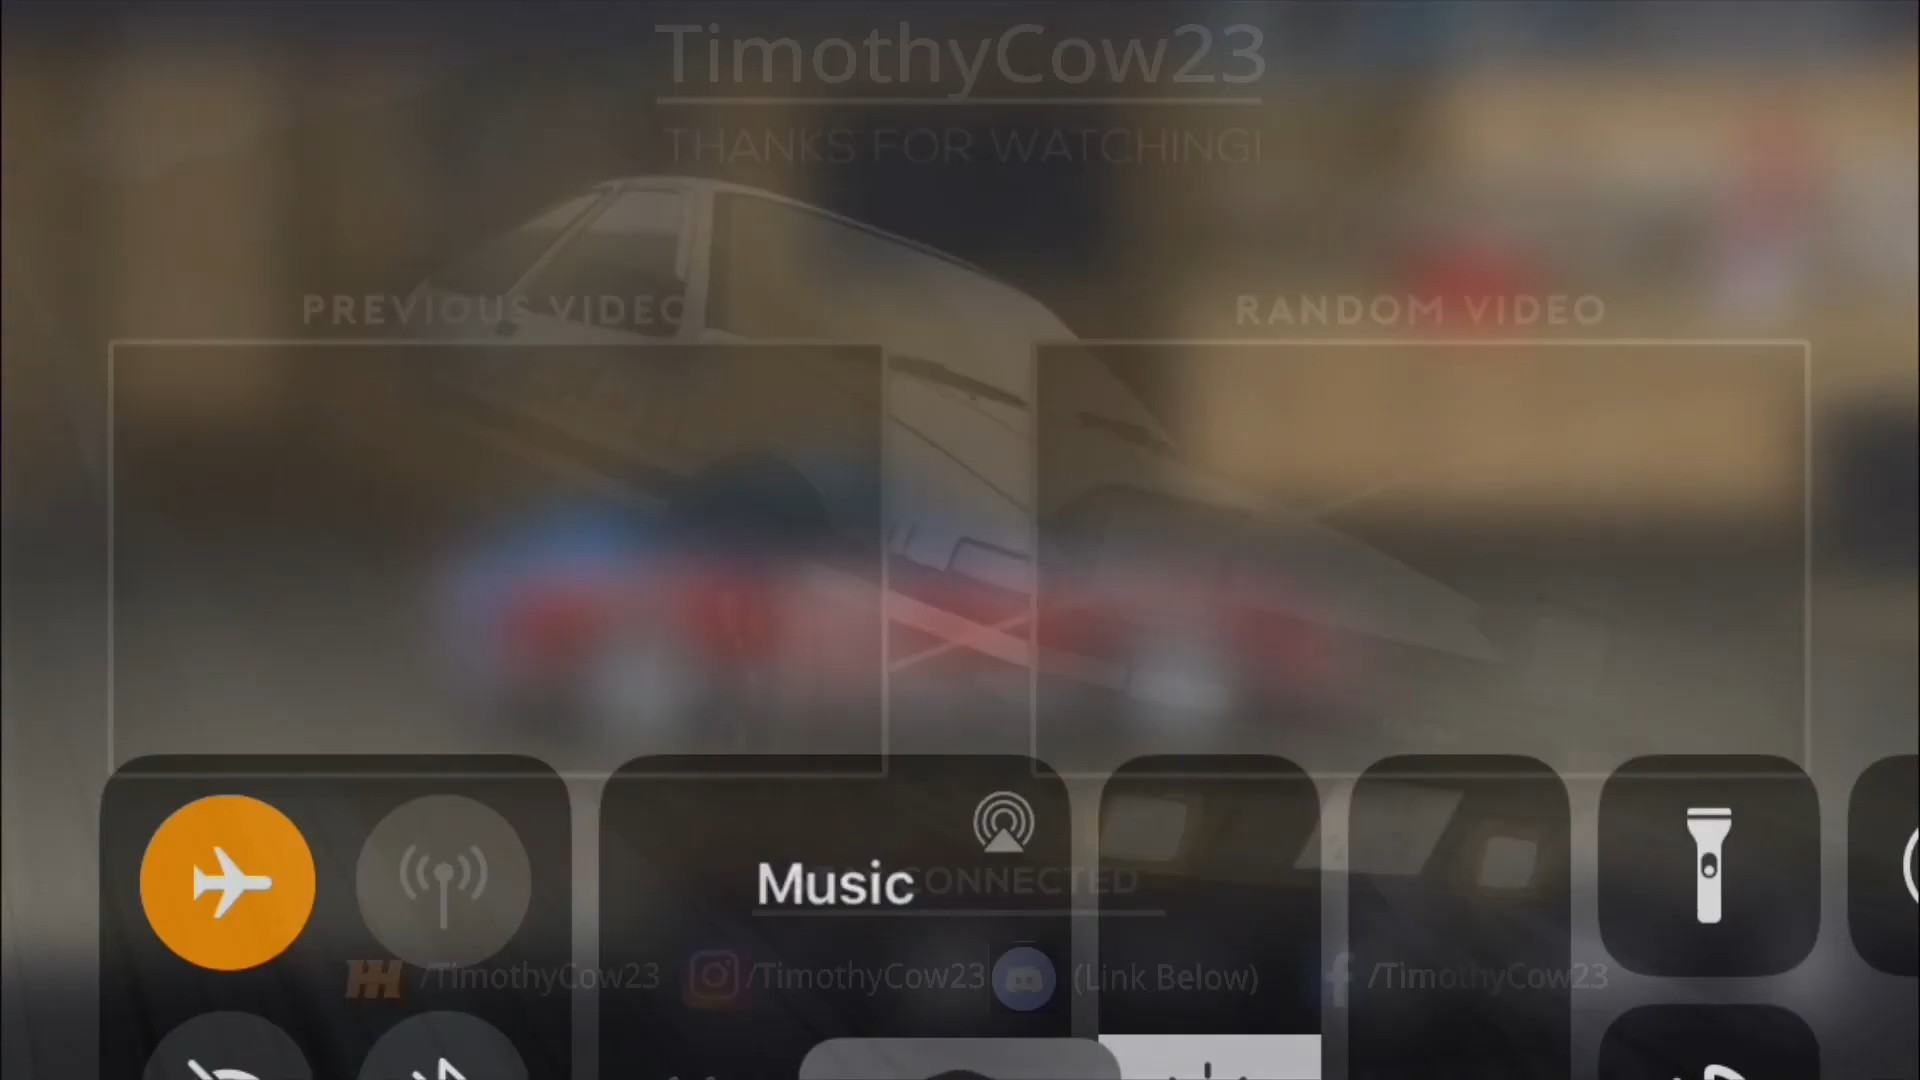 TimothyCow23
THANKS FOR WATCHING!
PREVIOUS VIDEO
RANDOM VIDEO
Music
CONNECTED
/TimothyCow23
/TimothyCow23
(Link Below)
/TimothyCow23